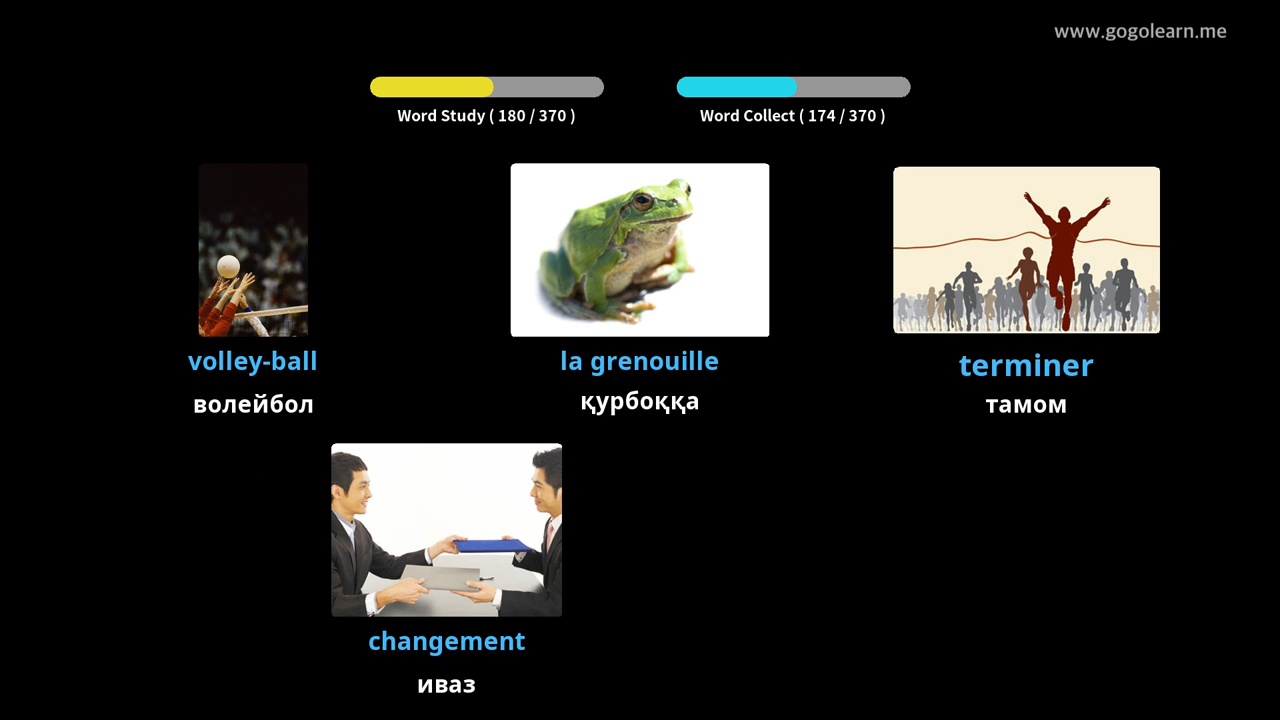 www.gogolearn.me
Word Study ( 180 / 370 )
Word Collect ( 174 / 370 )
volley-ball
волейбол
la grenouille
қурбоққа
terminer
тамом
changement
иваз